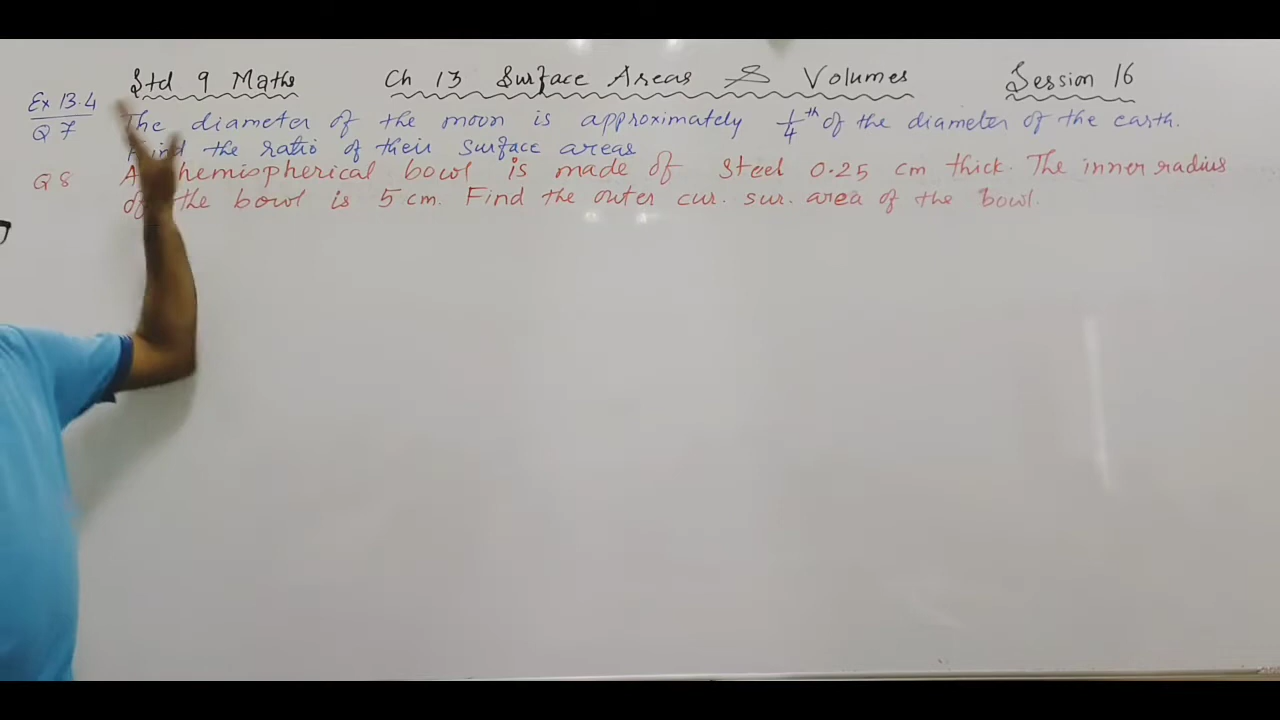 Std 9 Maths Ch 13 Surface Areas & Volumes Session 16
Ex 13.4
Q 7 The diameter of the moon is approximately 1/4 th of the diameter of the earth.
Find the ratio of their surface areas
Q 8 A hemispherical bowl is made of steel 0.25 cm thick. The inner radius
of the bowl is 5 cm. Find the outer cur. sur. area of the bowl.